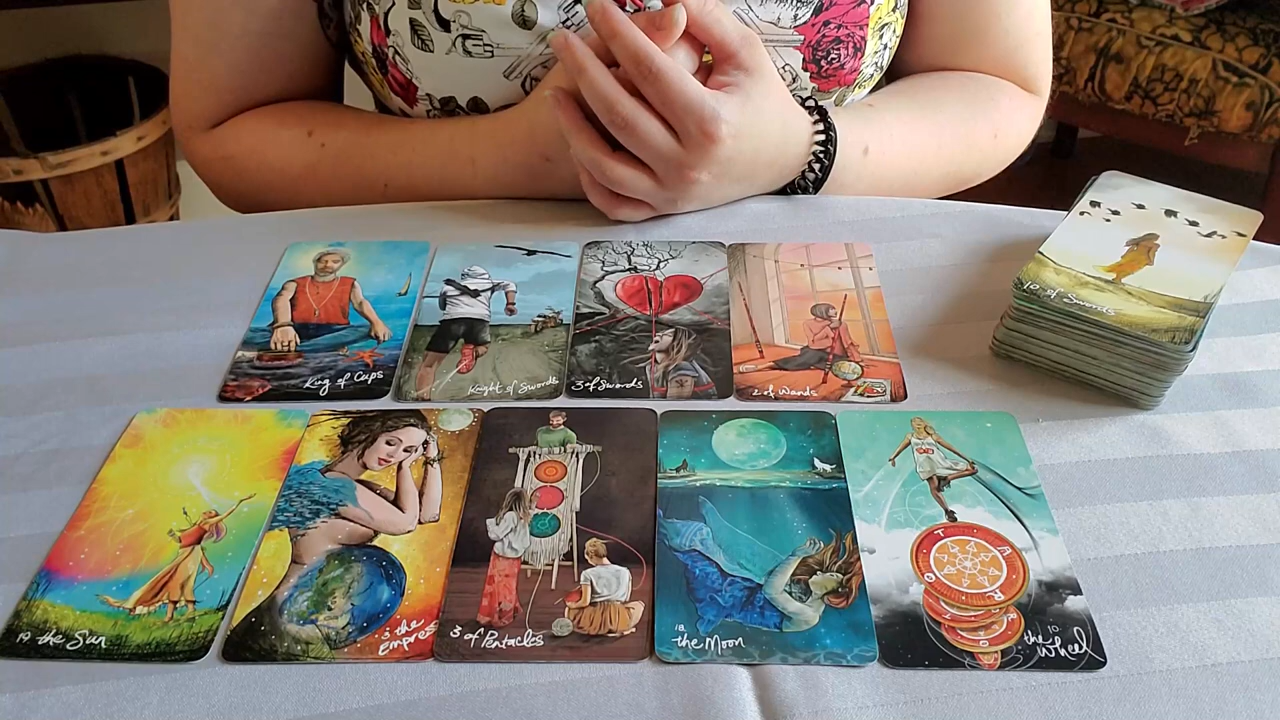 10 of Swords
King of Cups
Knight of Swords
3 of Swords
2 of Wands
19 the Sun
3 the
Empress
3 of Pentacles
18
the Moon
T A R O
10
the
Wheel